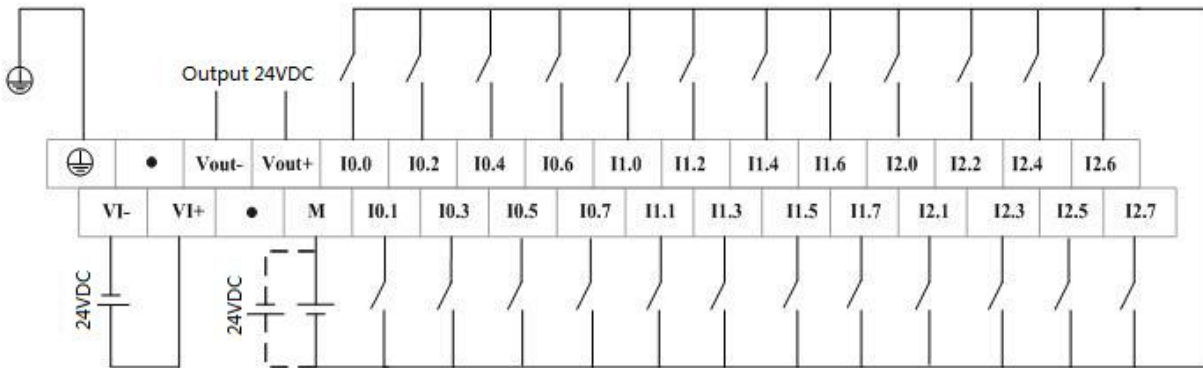 Output 24VDC
Vout- Vout+ I0.0 I0.2 I0.4 I0.6 I1.0 I1.2 I1.4 I1.6 I2.0 I2.2 I2.4 I2.6
VI- VI+ M I0.1 I0.3 I0.5 I0.7 I1.1 I1.3 I1.5 I1.7 I2.1 I2.3 I2.5 I2.7
24VDC
24VDC